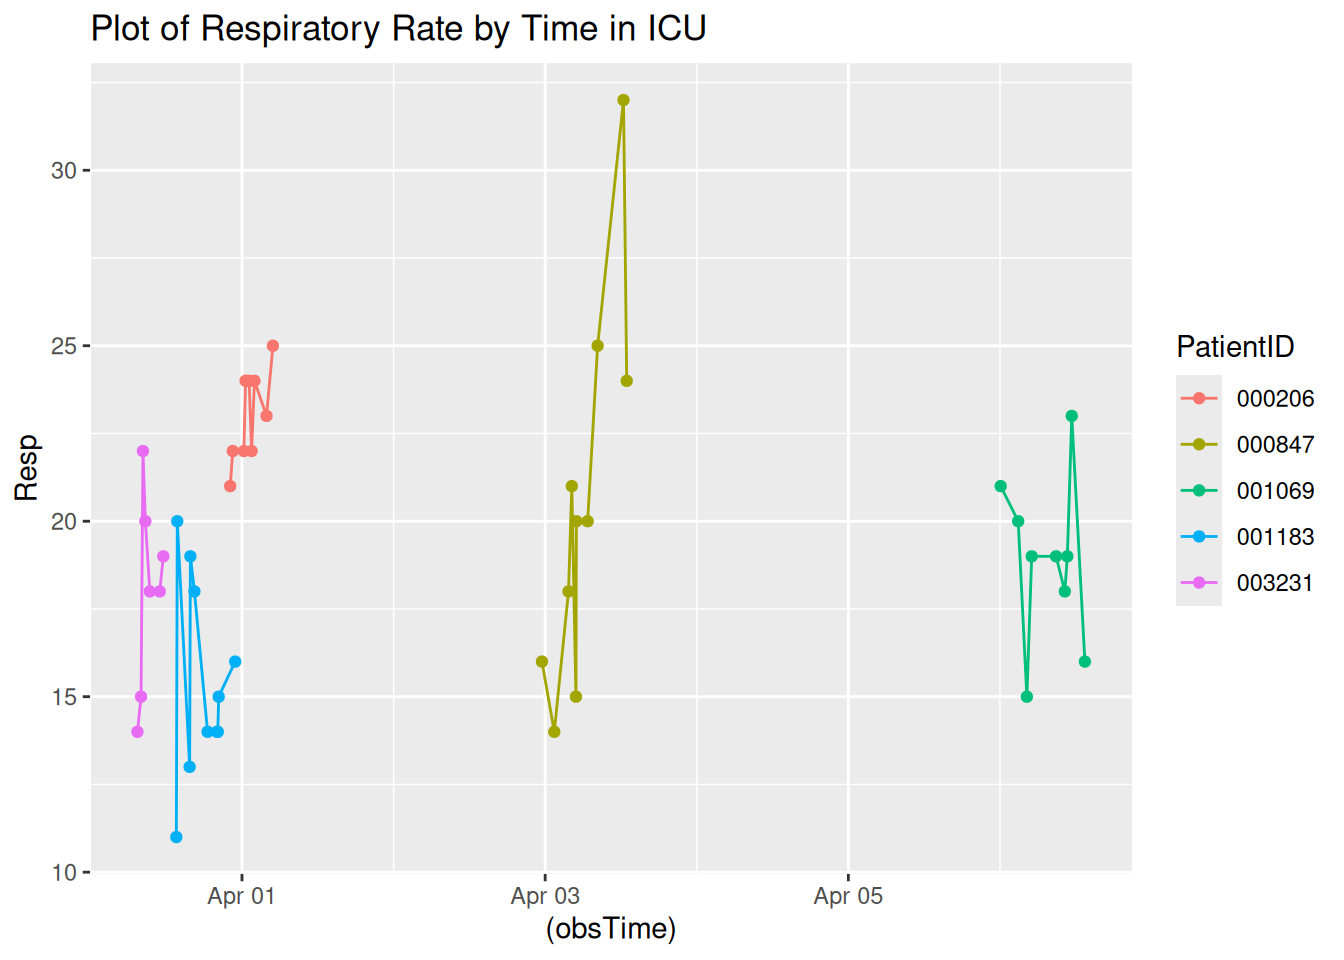 Plot of Respiratory Rate by Time in ICU
30
25
20
15
10
Resp
Apr 01
Apr 03
Apr 05
(obsTime)
PatientID
000206
000847
001069
001183
003231